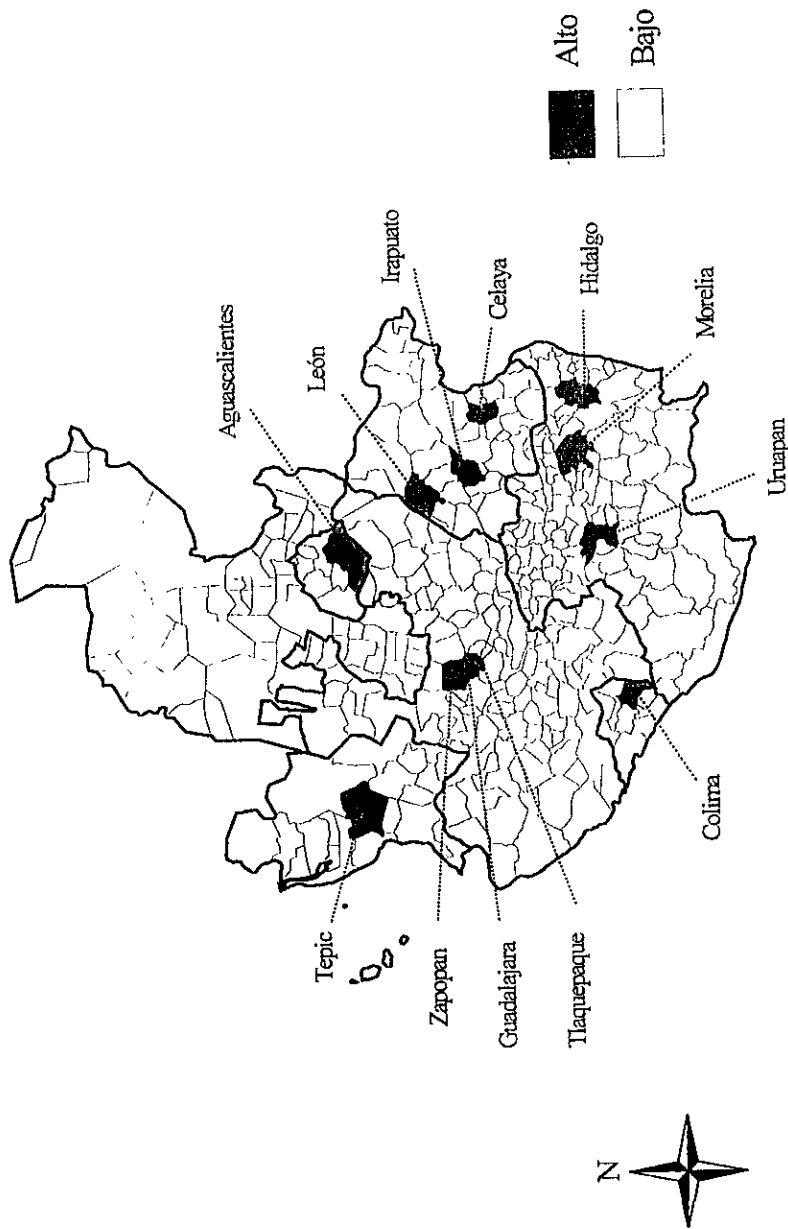 Aguascalientes
León
Irapuato
Celaya
Hidalgo
Morelia
Uruapan
Colima
Tlaquepaque
Guadalajara
Zapopan
Tepic
N
Alto
Bajo